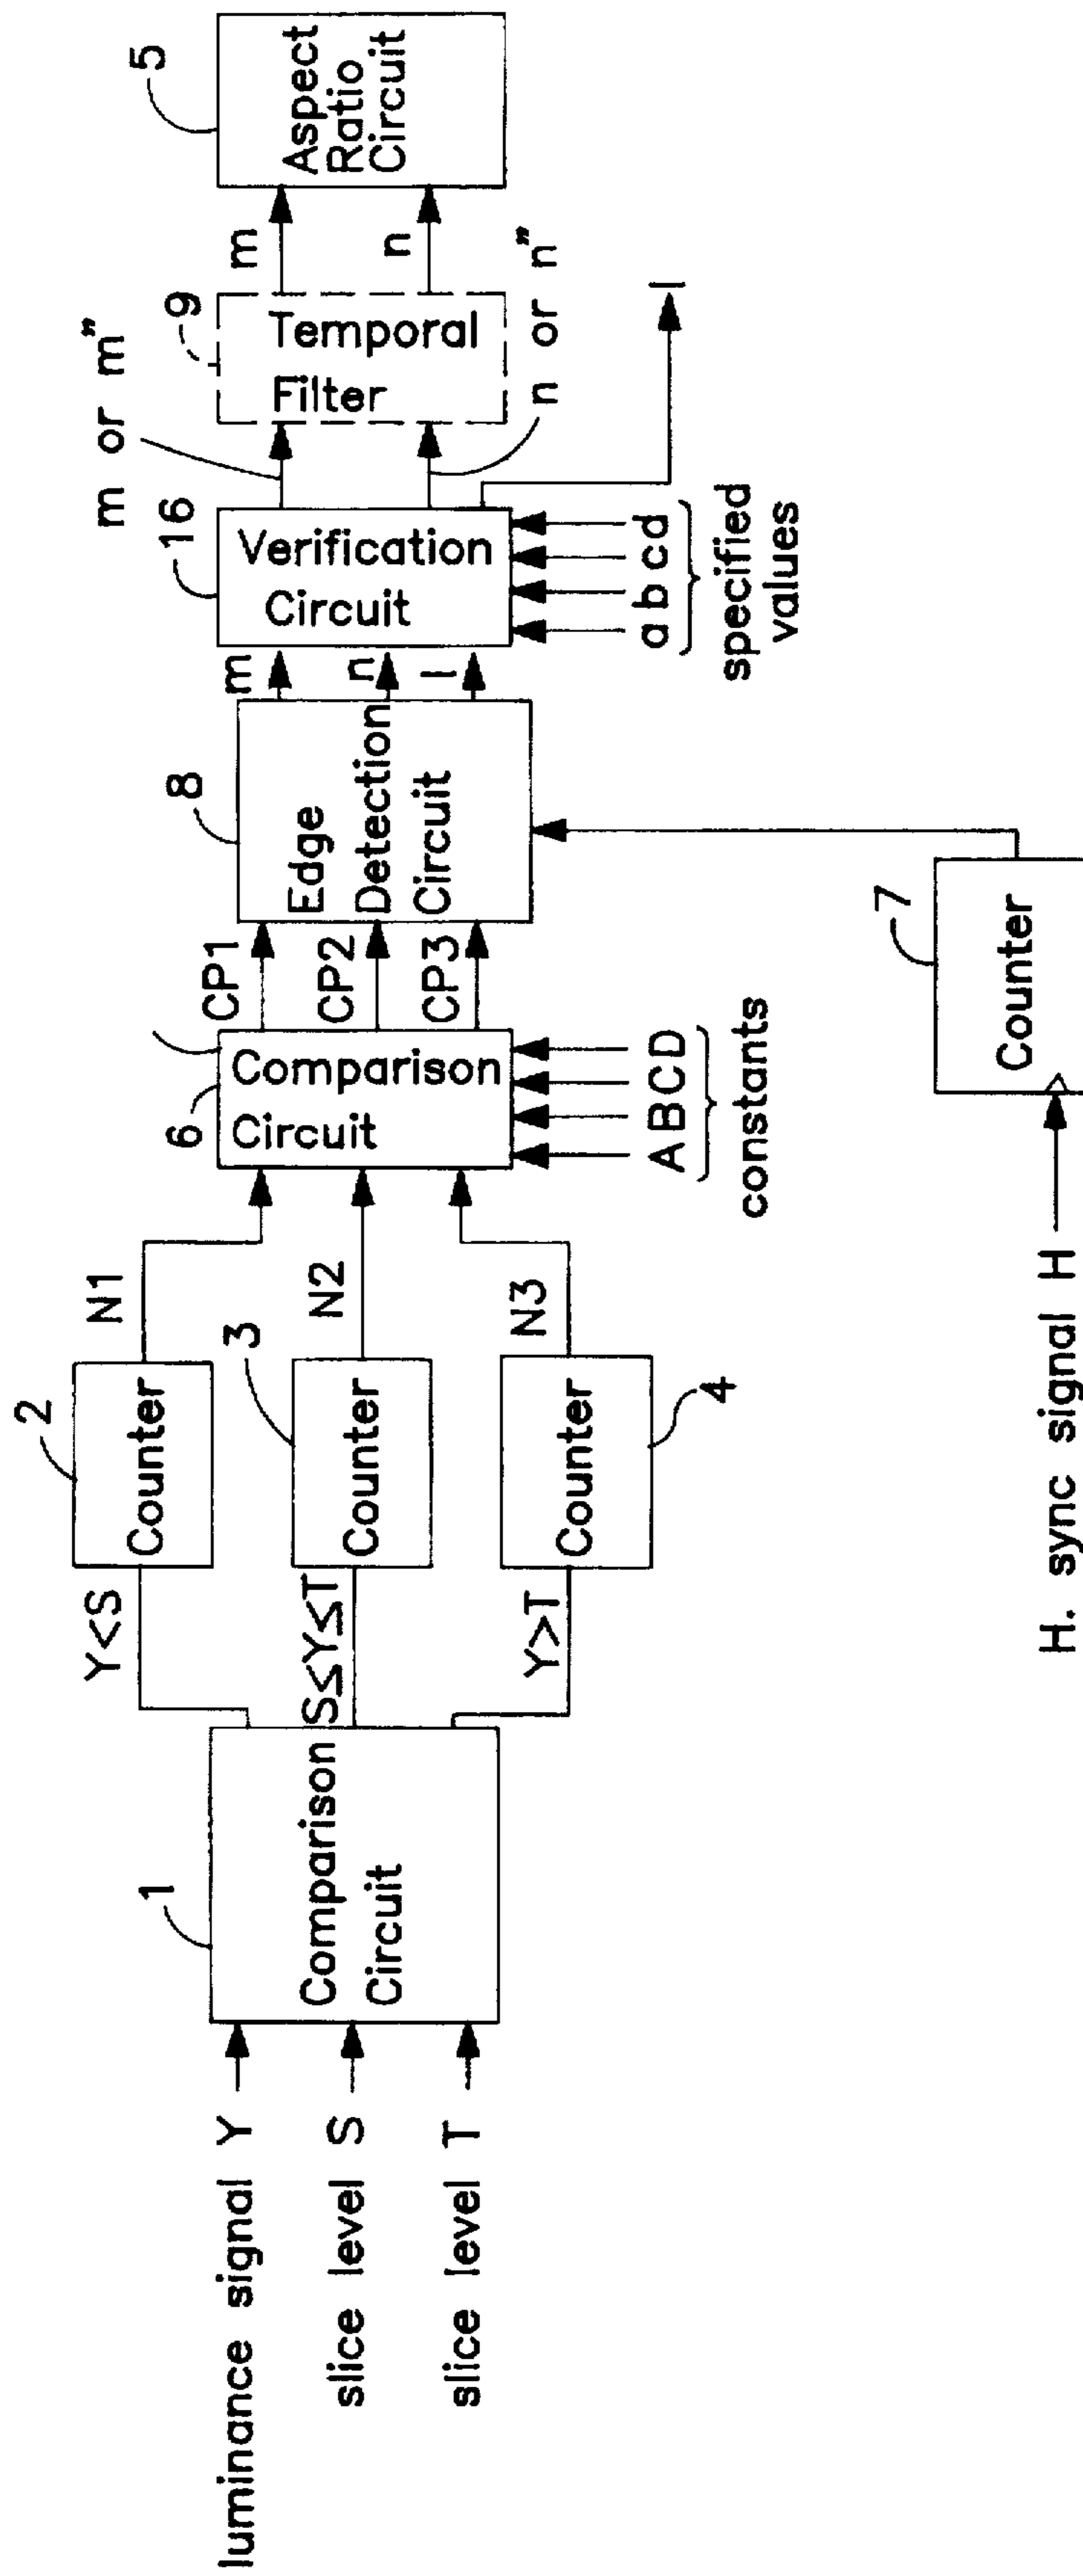 luminance signal Y
slice level S
slice level T
1
Comparison
Circuit
Y<S
S≤Y≤T
Y>T
2
Counter
3
Counter
4
Counter
N1
N2
N3
6
Comparison
Circuit
A B C D
constants
CP1
CP2
CP3
8
Edge
Detection
Circuit
7
Counter
H. sync signal H
m
n
l
16
Verification
Circuit
a b c d
specified
values
m or m"
n or n"
l
9
Temporal
Filter
m
n
5
Aspect
Ratio
Circuit